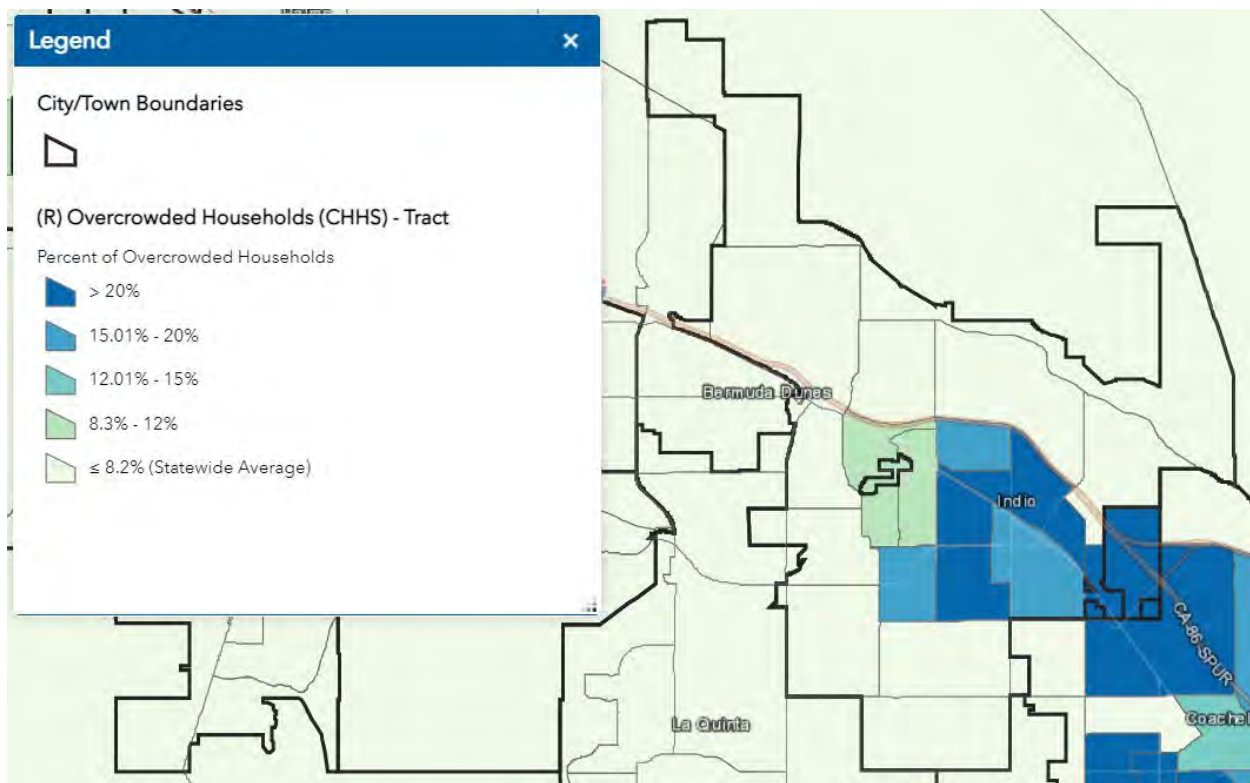 Legend
City/Town Boundaries
(R) Overcrowded Households (CHHS) - Tract
Percent of Overcrowded Households
> 20%
15.01% - 20%
12.01% - 15%
8.3% - 12%
≤ 8.2% (Statewide Average)
Bermuda Dunes
Indio
CA-86-SPUR
La Quinta
Coachel